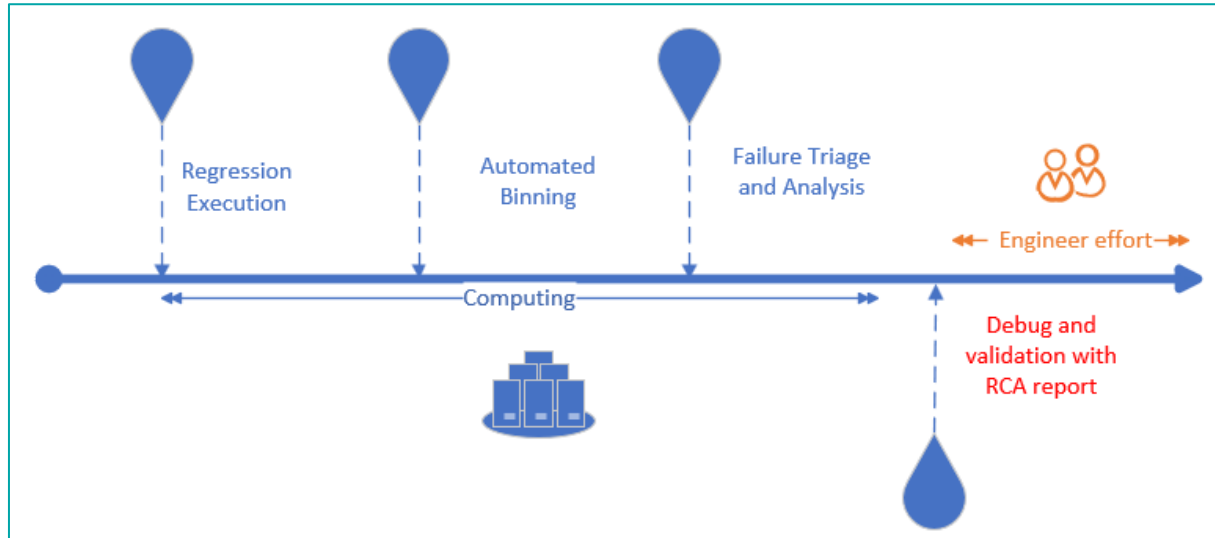 Regression
Execution
Automated
Binning
Failure Triage
and Analysis
Engineer effort
Computing
Debug and
validation with
RCA report